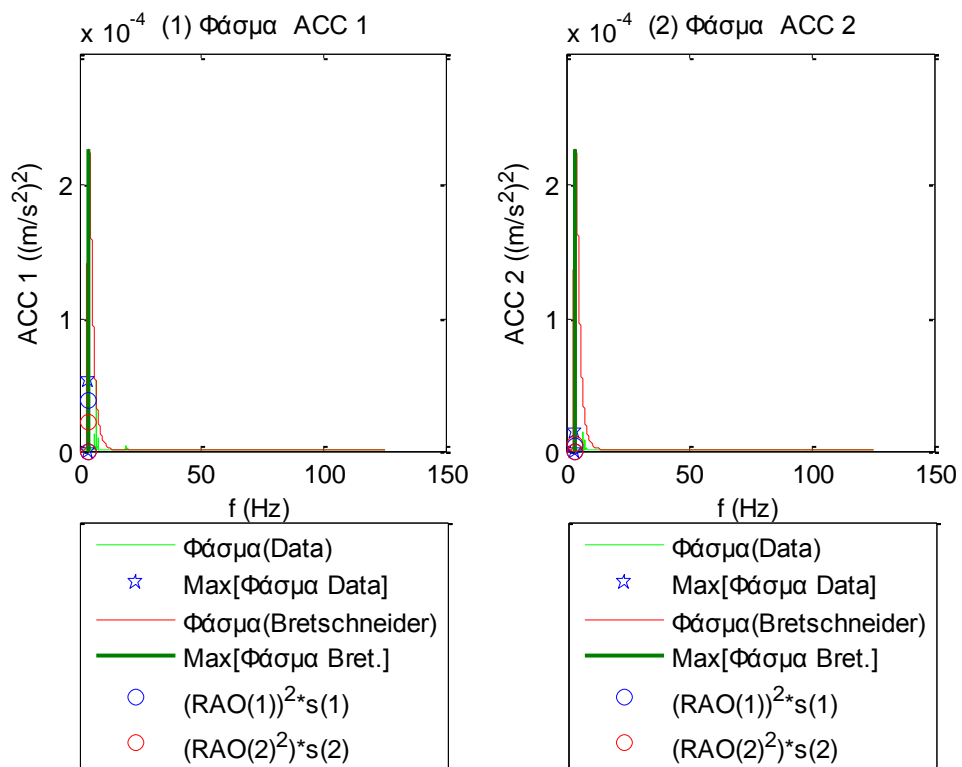 x 10^-4 (1) Φάσμα ACC 1
ACC 1 ((m/s^2)^2)
2
1
0
0 50 100 150
f (Hz)
Φάσμα(Data)
Max[Φάσμα Data]
Φάσμα(Bretschneider)
Max[Φάσμα Bret.]
(RAO(1))^2*s(1)
(RAO(2)^2)*s(2)
x 10^-4 (2) Φάσμα ACC 2
ACC 2 ((m/s^2)^2)
2
1
0
0 50 100 150
f (Hz)
Φάσμα(Data)
Max[Φάσμα Data]
Φάσμα(Bretschneider)
Max[Φάσμα Bret.]
(RAO(1))^2*s(1)
(RAO(2)^2)*s(2)